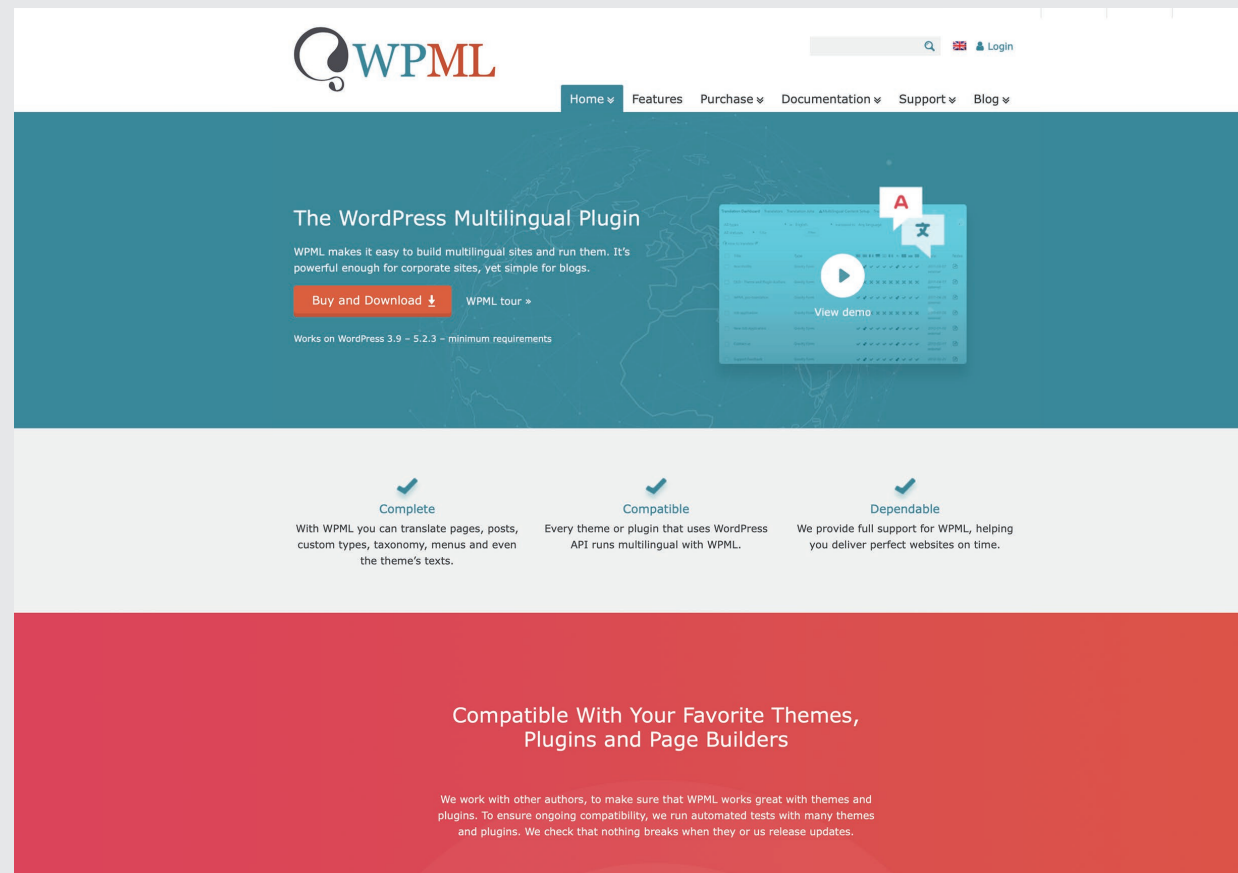 WPML
Login
Home Features Purchase Documentation Support Blog
The WordPress Multilingual Plugin
WPML makes it easy to build multilingual sites and run them. It's
powerful enough for corporate sites, yet simple for blogs.
Buy and Download WPML tour »
Works on WordPress 3.9 – 5.2.3 – minimum requirements
A
文
View demo
Complete
With WPML you can translate pages, posts,
custom types, taxonomy, menus and even
the theme's texts.
Compatible
Every theme or plugin that uses WordPress
API runs multilingual with WPML.
Dependable
We provide full support for WPML, helping
you deliver perfect websites on time.
Compatible With Your Favorite Themes,
Plugins and Page Builders
We work with other authors, to make sure that WPML works great with themes and
plugins. To ensure ongoing compatibility, we run automated tests with many themes
and plugins. We check that nothing breaks when they or us release updates.